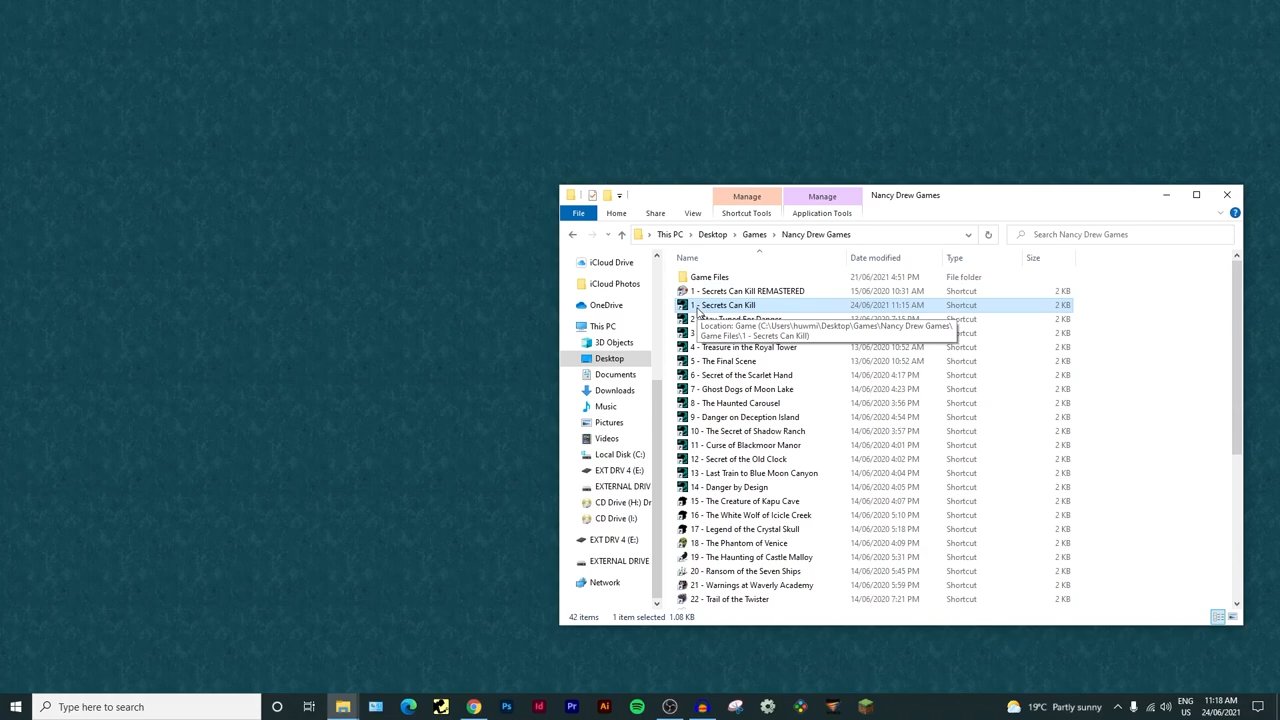 Manage
Manage
Nancy Drew Games
File
Home
Share
View
Shortcut Tools
Application Tools
This PC > Desktop > Games > Nancy Drew Games
Search Nancy Drew Games
Name
Date modified
Type
Size
iCloud Drive
iCloud Photos
OneDrive
This PC
3D Objects
Desktop
Documents
Downloads
Music
Pictures
Videos
Local Disk (C:)
EXT DRV 4 (E:)
EXTERNAL DRIV
CD Drive (H:) Dr
CD Drive (I:)
EXT DRV 4 (E:)
EXTERNAL DRIVE
Network
Game Files 21/06/2021 4:51 PM File folder
1 - Secrets Can Kill REMASTERED 15/06/2020 10:31 AM Shortcut 2 KB
1 - Secrets Can Kill 24/06/2021 11:15 AM Shortcut 2 KB
2 - Stay Tuned For Danger 13/06/2020 7:15 PM Shortcut 2 KB
Location: Game (C:\Users\huwmi\Desktop\Games\Nancy Drew Games\
Game Files\1 - Secrets Can Kill)
3 Shortcut 2 KB
4 - Treasure in the Royal Tower 13/06/2020 10:52 AM Shortcut 2 KB
5 - The Final Scene 13/06/2020 10:52 AM Shortcut 2 KB
6 - Secret of the Scarlet Hand 14/06/2020 4:17 PM Shortcut 2 KB
7 - Ghost Dogs of Moon Lake 14/06/2020 4:23 PM Shortcut 2 KB
8 - The Haunted Carousel 14/06/2020 3:56 PM Shortcut 2 KB
9 - Danger on Deception Island 14/06/2020 4:54 PM Shortcut 2 KB
10 - The Secret of Shadow Ranch 14/06/2020 3:57 PM Shortcut 2 KB
11 - Curse of Blackmoor Manor 14/06/2020 4:01 PM Shortcut 2 KB
12 - Secret of the Old Clock 14/06/2020 4:02 PM Shortcut 2 KB
13 - Last Train to Blue Moon Canyon 14/06/2020 4:04 PM Shortcut 2 KB
14 - Danger by Design 14/06/2020 4:05 PM Shortcut 2 KB
15 - The Creature of Kapu Cave 14/06/2020 4:07 PM Shortcut 2 KB
16 - The White Wolf of Icicle Creek 14/06/2020 5:10 PM Shortcut 2 KB
17 - Legend of the Crystal Skull 14/06/2020 5:18 PM Shortcut 2 KB
18 - The Phantom of Venice 14/06/2020 4:09 PM Shortcut 2 KB
19 - The Haunting of Castle Malloy 14/06/2020 5:31 PM Shortcut 2 KB
20 - Ransom of the Seven Ships 14/06/2020 5:45 PM Shortcut 2 KB
21 - Warnings at Waverly Academy 14/06/2020 5:59 PM Shortcut 2 KB
22 - Trail of the Twister 14/06/2020 7:21 PM Shortcut 2 KB
42 items 1 item selected 1.08 KB
Type here to search
Ps
Id
Pr
Ai
19°C Partly sunny
ENG
US
11:18 AM
24/06/2021